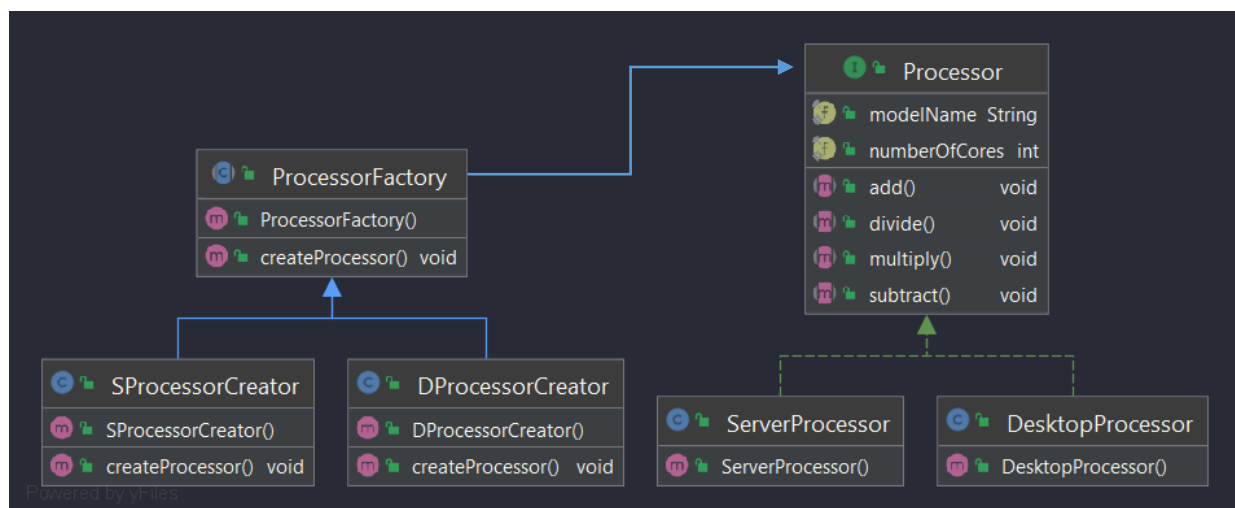 Processor
modelName String
numberOfCores int
add() void
divide() void
multiply() void
subtract() void
ProcessorFactory
ProcessorFactory()
createProcessor() void
SProcessorCreator
SProcessorCreator()
createProcessor() void
DProcessorCreator
DProcessorCreator()
createProcessor() void
ServerProcessor
ServerProcessor()
DesktopProcessor
DesktopProcessor()
Powered by yFiles